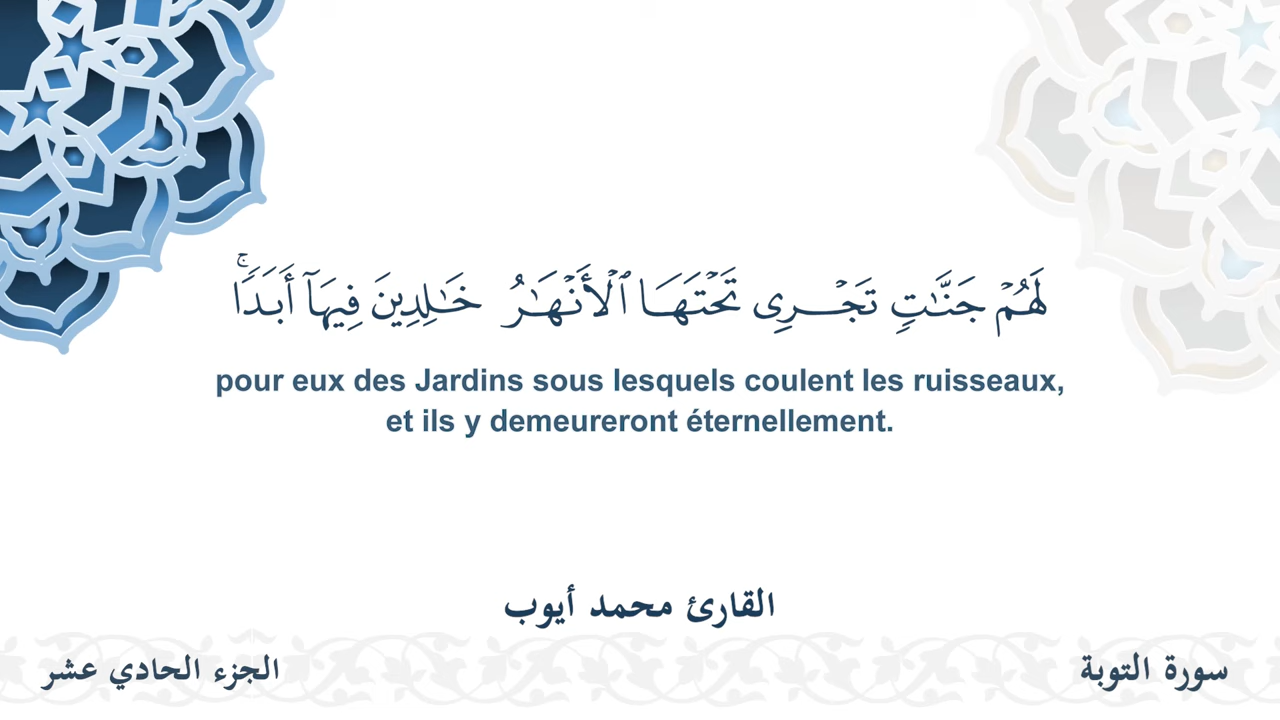 لَهُمْ جَنَّـٰتٍ تَجْرِى تَحْتَهَا ٱلْأَنْهَـٰرُ خَـٰلِدِينَ فِيهَآ أَبَدًاۚ
pour eux des Jardins sous lesquels coulent les ruisseaux,
et ils y demeureront éternellement.
القارئ محمد أيوب
سورة التوبة
الجزء الحادي عشر